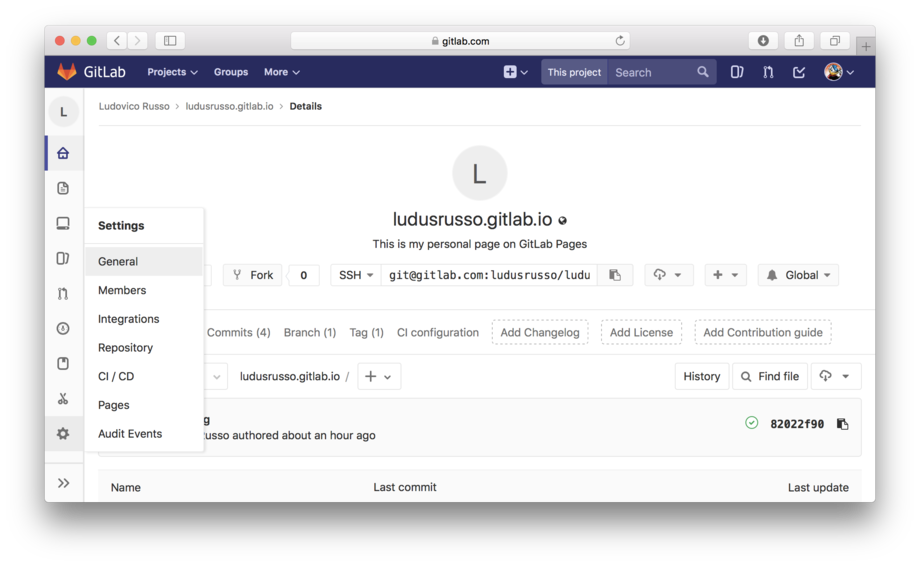 gitlab.com
GitLab Projects Groups More This project Search
Ludovico Russo > ludusrusso.gitlab.io > Details
L
L
ludusrusso.gitlab.io
This is my personal page on GitLab Pages
Fork 0 SSH git@gitlab.com:ludusrusso/ludu Global
Settings
General
Members
Integrations
Repository
CI / CD
Pages
Audit Events
Commits (4) Branch (1) Tag (1) CI configuration Add Changelog Add License Add Contribution guide
ludusrusso.gitlab.io / + History Find file
g
usso authored about an hour ago
82022f90
Name Last commit Last update